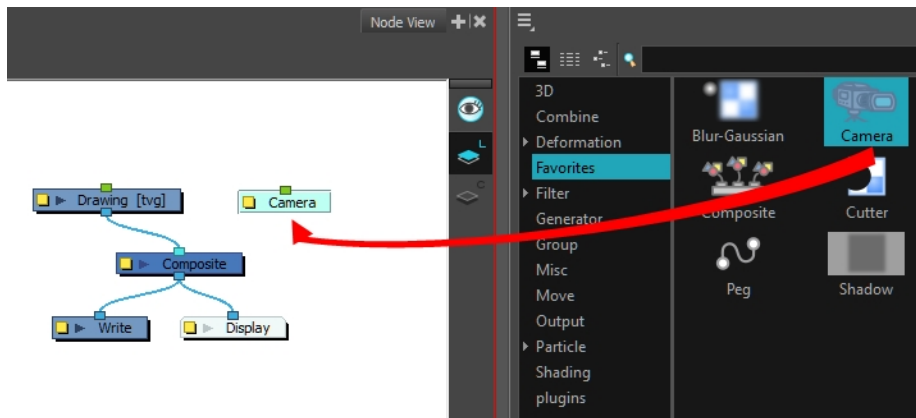 Node View
L
C
Drawing [tvg]
Camera
Composite
Write
Display
3D
Combine
Deformation
Favorites
Filter
Generator
Group
Misc
Move
Output
Particle
Shading
plugins
Blur-Gaussian
Camera
Composite
Cutter
Peg
Shadow